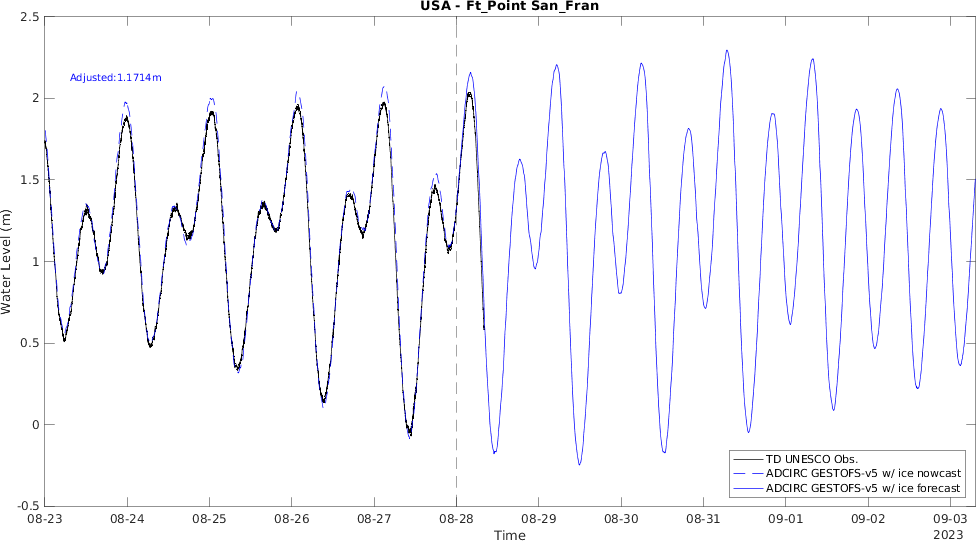 USA - Ft_Point San_Fran
2.5
Adjusted:1.1714m
2
1.5
1
0.5
0
-0.5
Water Level (m)
TD UNESCO Obs.
ADCIRC GESTOFS-v5 w/ ice nowcast
ADCIRC GESTOFS-v5 w/ ice forecast
08-23 08-24 08-25 08-26 08-27 08-28 08-29 08-30 08-31 09-01 09-02 09-03
Time
2023